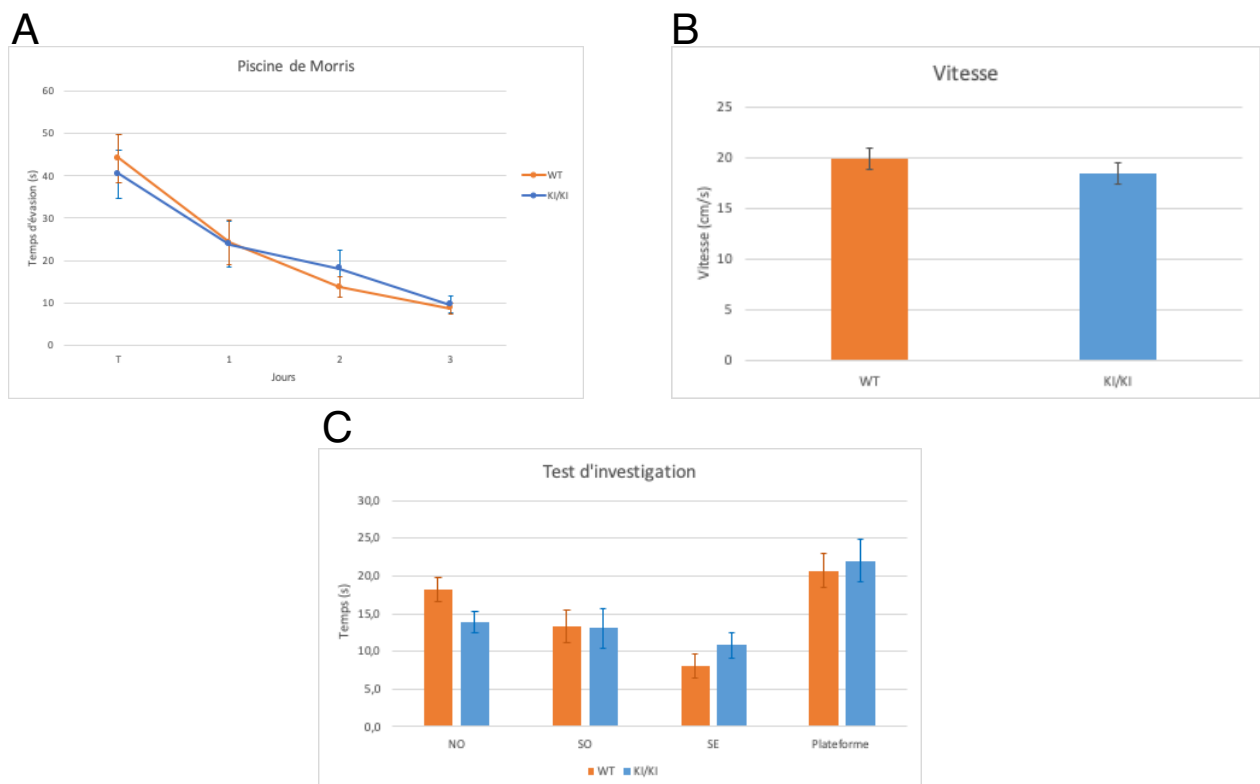 A
Piscine de Morris
60
50
40
30
20
10
0
Temps d'évasion (s)
T 1 2 3
Jours
WT
KI/KI
B
Vitesse
25
20
15
10
5
0
Vitesse (cm/s)
WT KI/KI
C
Test d'investigation
30,0
25,0
20,0
15,0
10,0
5,0
0,0
Temps (s)
NO SO SE Plateforme
WT KI/KI